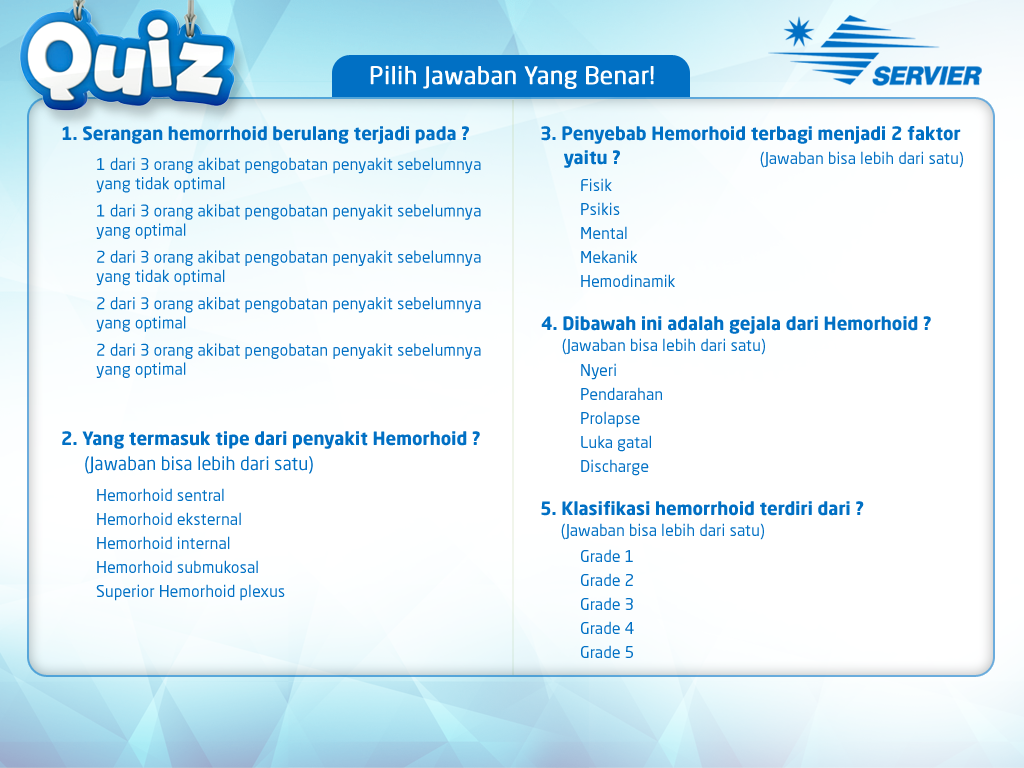 Quiz
SERVIER
Pilih Jawaban Yang Benar!
1. Serangan hemorrhoid berulang terjadi pada ?
1 dari 3 orang akibat pengobatan penyakit sebelumnya
yang tidak optimal
1 dari 3 orang akibat pengobatan penyakit sebelumnya
yang optimal
2 dari 3 orang akibat pengobatan penyakit sebelumnya
yang tidak optimal
2 dari 3 orang akibat pengobatan penyakit sebelumnya
yang optimal
2 dari 3 orang akibat pengobatan penyakit sebelumnya
yang optimal
2. Yang termasuk tipe dari penyakit Hemorhoid ?
(Jawaban bisa lebih dari satu)
Hemorhoid sentral
Hemorhoid eksternal
Hemorhoid internal
Hemorhoid submukosal
Superior Hemorhoid plexus
3. Penyebab Hemorhoid terbagi menjadi 2 faktor
yaitu ? (Jawaban bisa lebih dari satu)
Fisik
Psikis
Mental
Mekanik
Hemodinamik
4. Dibawah ini adalah gejala dari Hemorhoid ?
(Jawaban bisa lebih dari satu)
Nyeri
Pendarahan
Prolapse
Luka gatal
Discharge
5. Klasifikasi hemorrhoid terdiri dari ?
(Jawaban bisa lebih dari satu)
Grade 1
Grade 2
Grade 3
Grade 4
Grade 5